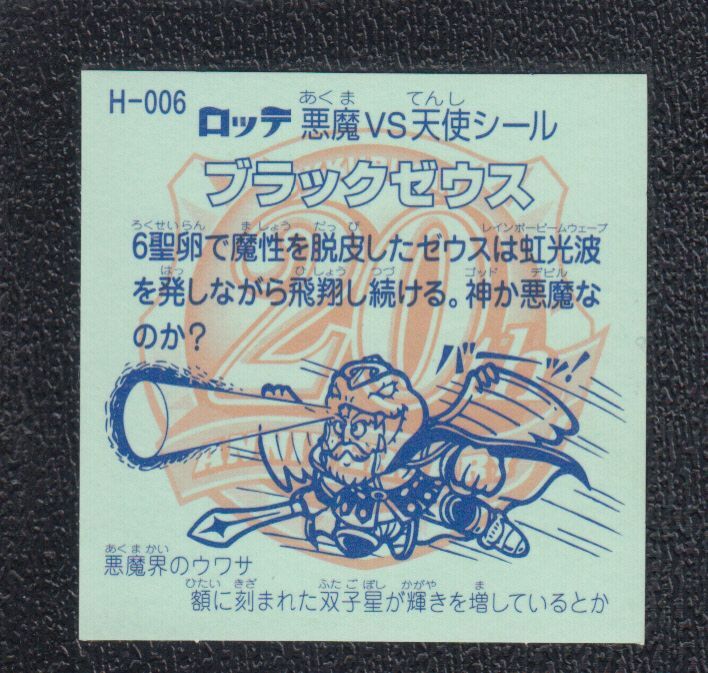 H-006 ロッテ 悪魔VS天使シール
あくま てんし
ブラックゼウス
ろくせいらん ましょう だっぴ レインボービームウェーブ
6聖卵で魔性を脱皮したゼウスは虹光波
はっ ひしょう つづ ゴッド デビル
を発しながら飛翔し続ける。神か悪魔な
のか？
20th
ANNIVERSARY
バーッ!
あくまかい
悪魔界のウワサ
ひたい きざ ふたごぼし かがや ま
額に刻まれた双子星が輝きを増しているとか